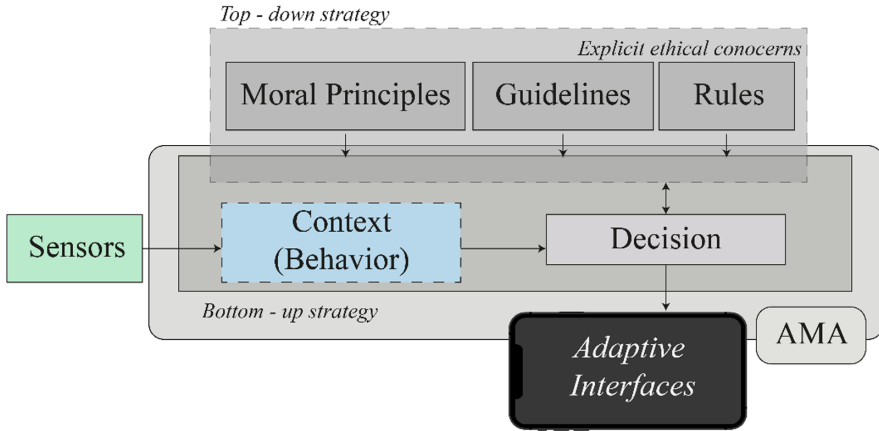 Top - down strategy
Explicit ethical conocerns
Moral Principles
Guidelines
Rules
Sensors
Context
(Behavior)
Decision
Bottom - up strategy
AMA
Adaptive
Interfaces